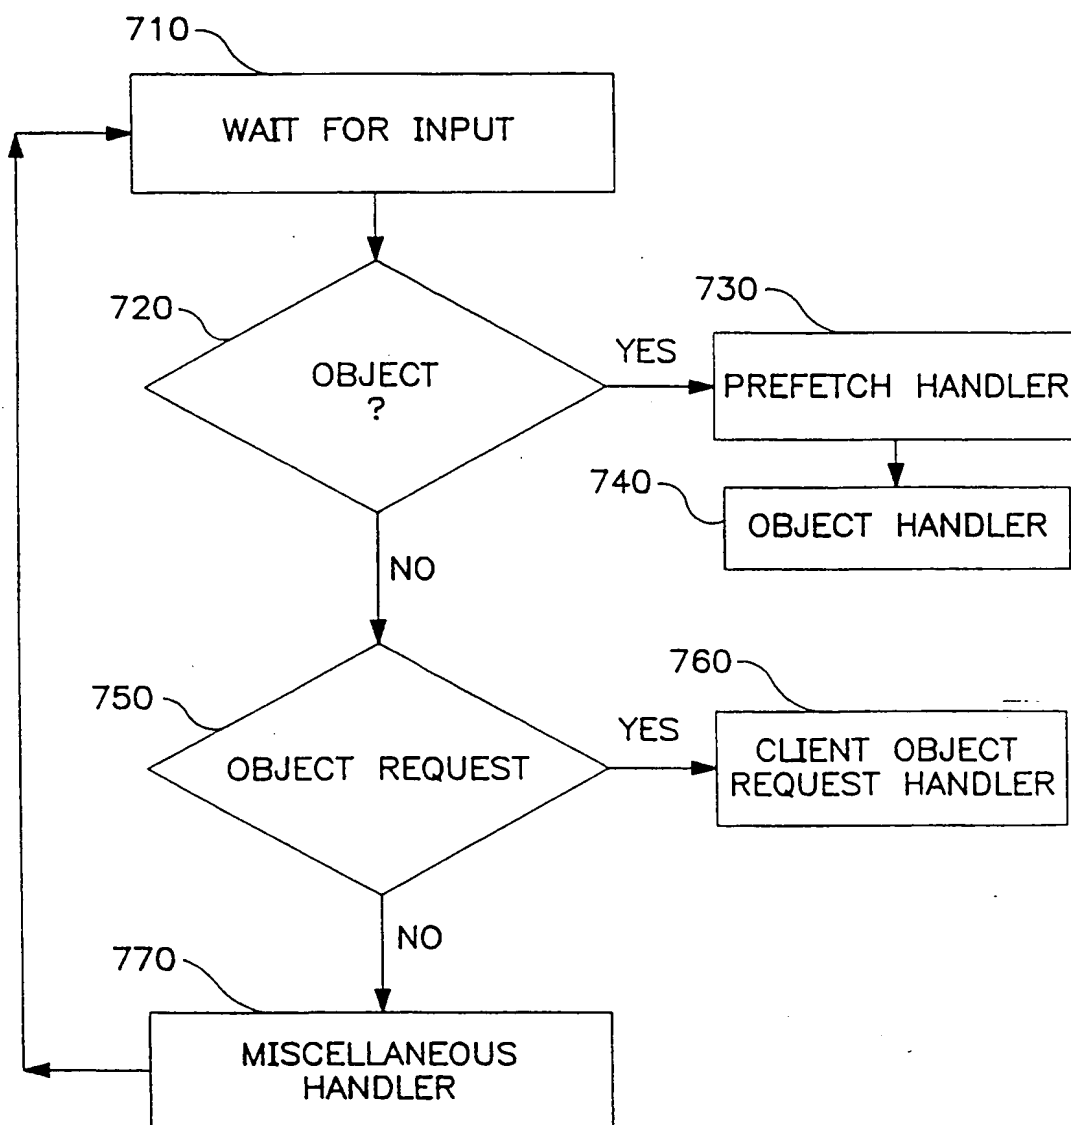 710
WAIT FOR INPUT
720
OBJECT
?
YES
730
PREFETCH HANDLER
740
OBJECT HANDLER
NO
750
OBJECT REQUEST
YES
760
CLIENT OBJECT
REQUEST HANDLER
NO
770
MISCELLANEOUS
HANDLER